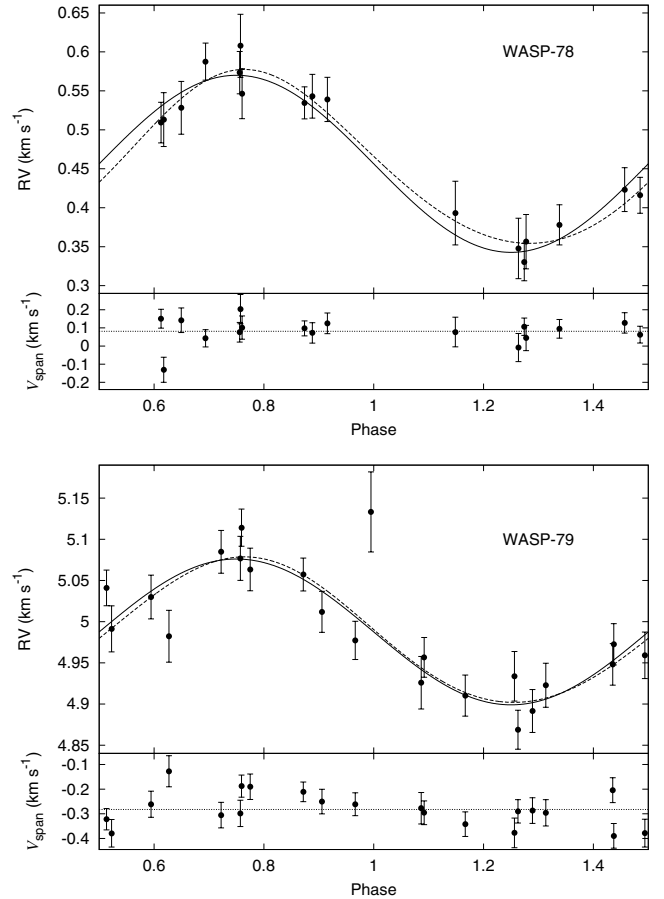 0.65
0.6
0.55
0.5
0.45
0.4
0.35
0.3
RV (km s-1)
WASP-78
0.2
0.1
0
-0.1
-0.2
Vspan (km s-1)
0.6 0.8 1 1.2 1.4
Phase
5.15
5.1
5.05
5
4.95
4.9
4.85
RV (km s-1)
WASP-79
-0.1
-0.2
-0.3
-0.4
Vspan (km s-1)
0.6 0.8 1 1.2 1.4
Phase